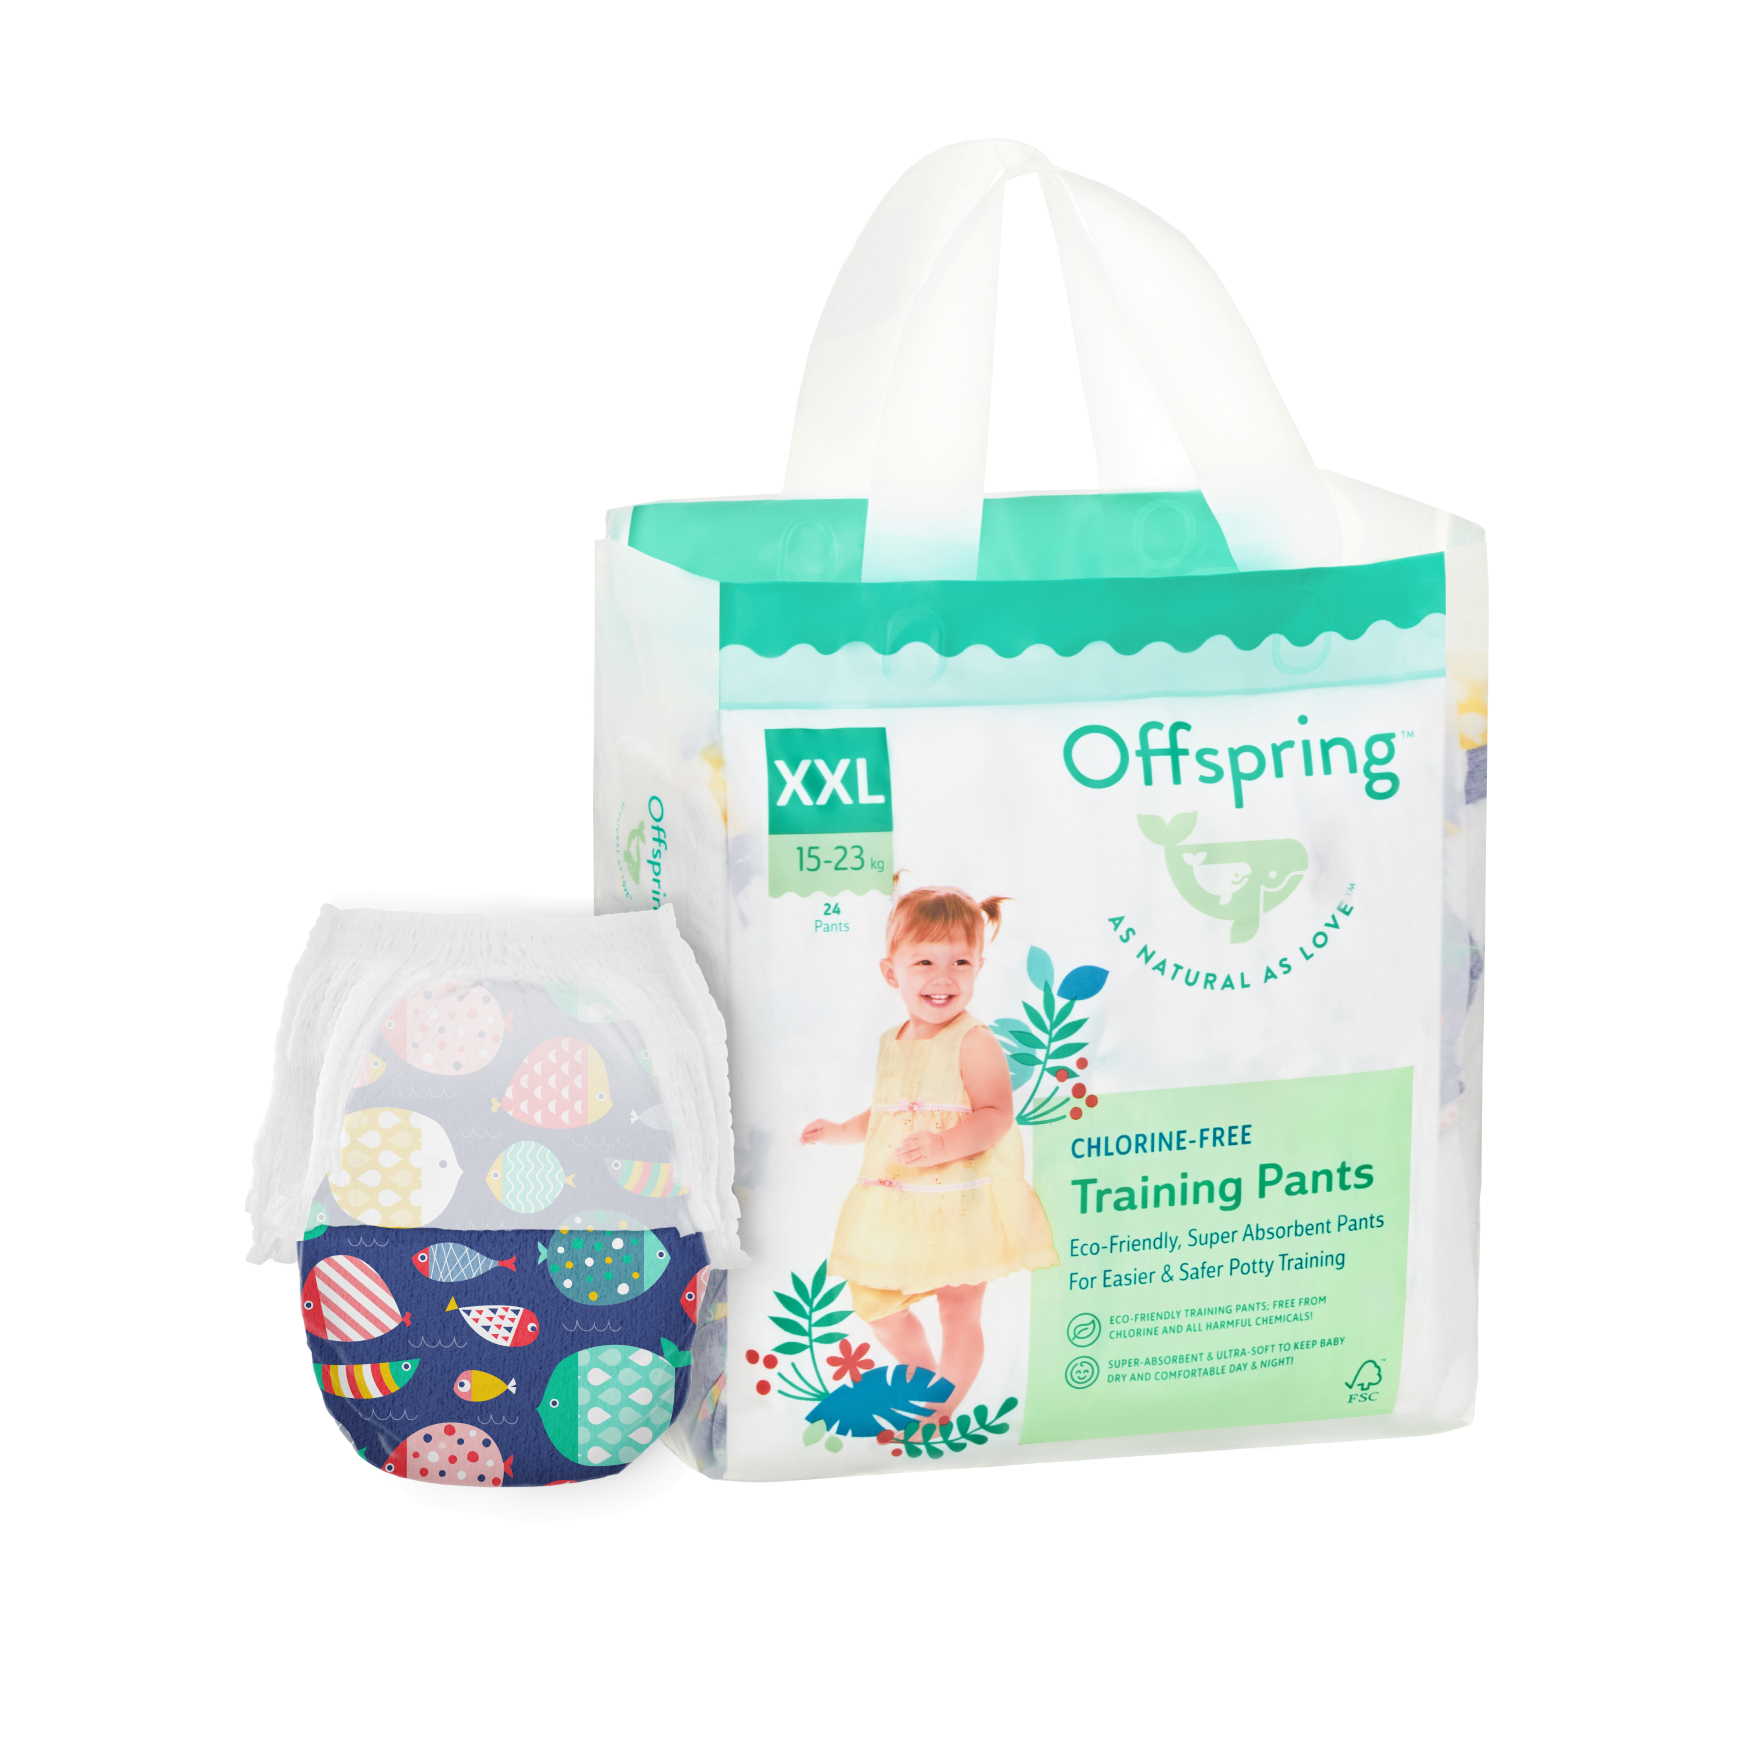 XXL
15-23 kg
24
Pants
Offspring™
AS NATURAL AS LOVE™
CHLORINE-FREE
Training Pants
Eco-Friendly, Super Absorbent Pants
For Easier & Safer Potty Training
ECO-FRIENDLY TRAINING PANTS; FREE FROM
CHLORINE AND ALL HARMFUL CHEMICALS!
SUPER-ABSORBENT & ULTRA-SOFT TO KEEP BABY
DRY AND COMFORTABLE DAY & NIGHT!
FSC
Offsprin